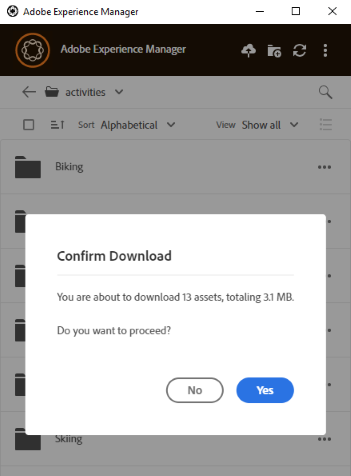 Adobe Experience Manager
Adobe Experience Manager
activities
Sort Alphabetical View Show all
Biking
Confirm Download
You are about to download 13 assets, totaling 3.1 MB.
Do you want to proceed?
No Yes
Skiing